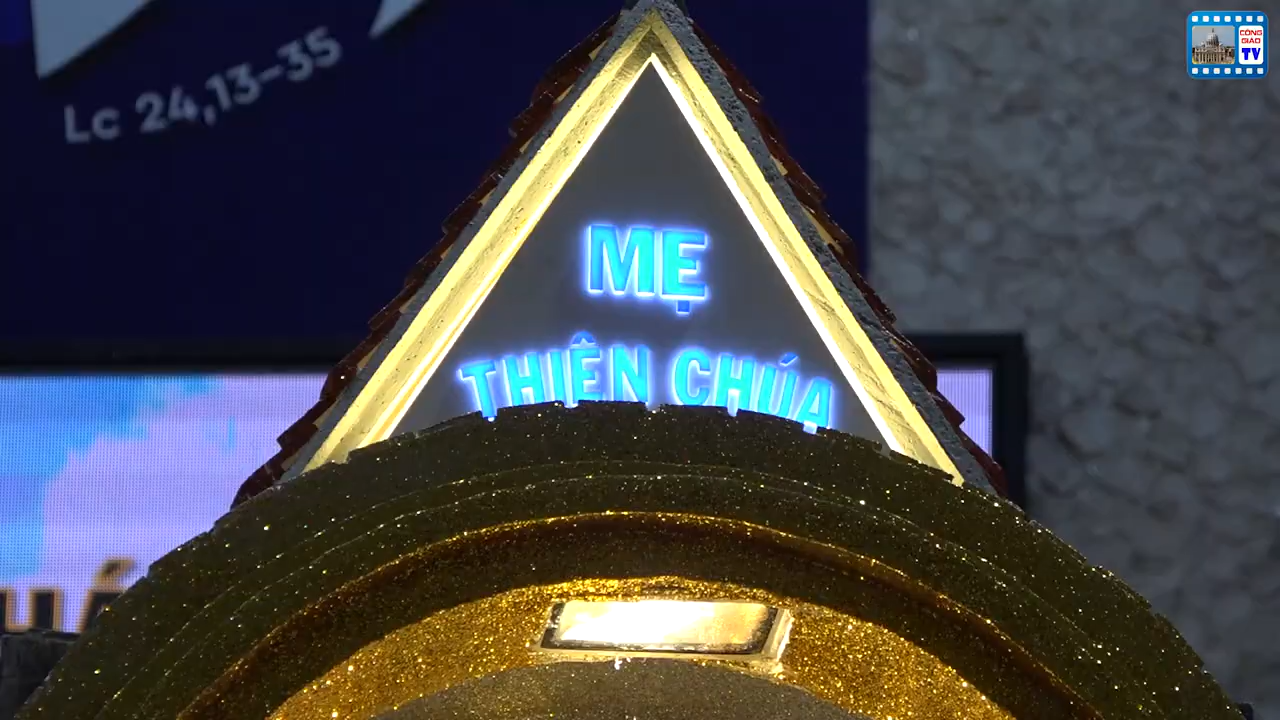 Lc 24,13-35
CÔNG
GIÁO
TV
MẸ
THIÊN CHÚA